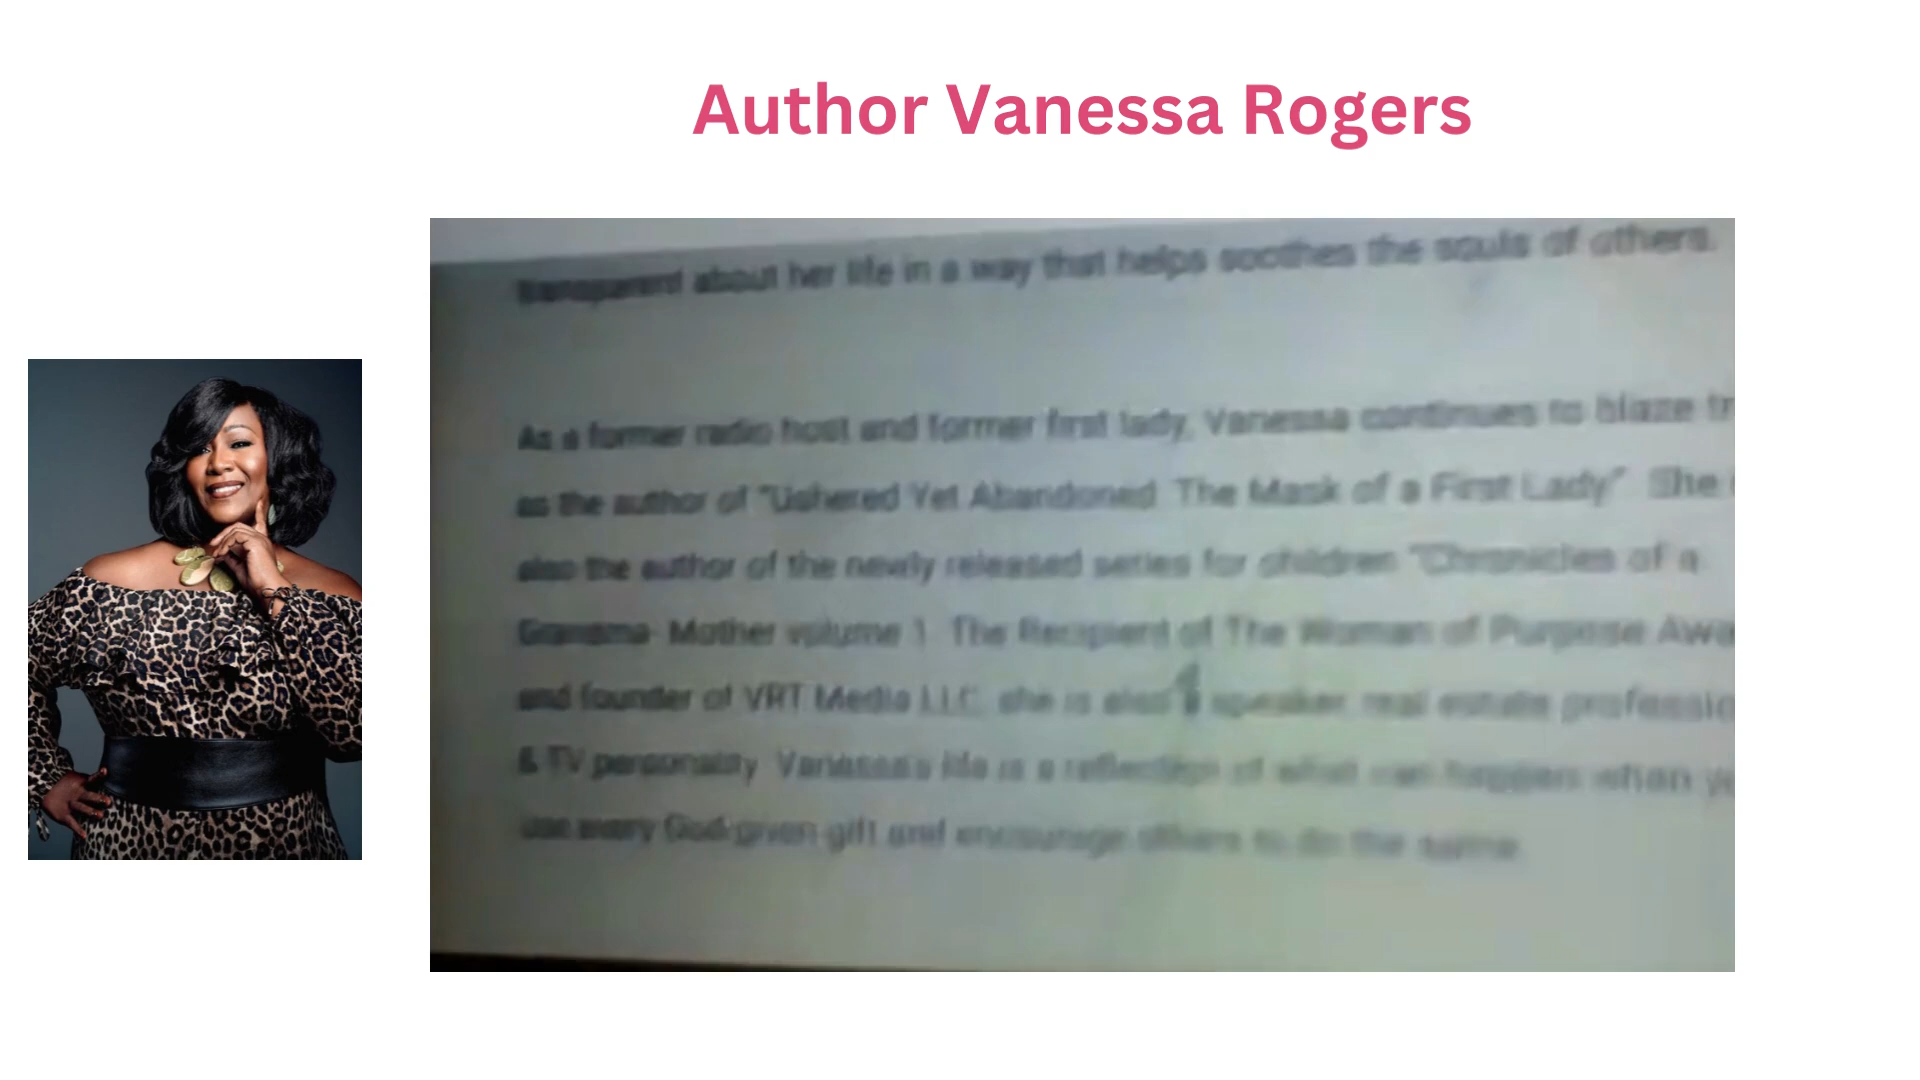 Author Vanessa Rogers
transparent about her life in a way that helps soothes the souls of others.
As a former radio host and former first lady, Vanessa continues to blaze tr
as the author of "Ushered Yet Abandoned The Mask of a First Lady" She
also the author of the newly released series for children "Chronicles of a
Grandma Mother volume 1 The Recipient of The Woman of Purpose Awa
and founder of VRT Media LLC she is also a speaker real estate professio
& TV personality Vanessa's life is a reflection of what can happen when yo
use every God-given gift and encourage others to do the same